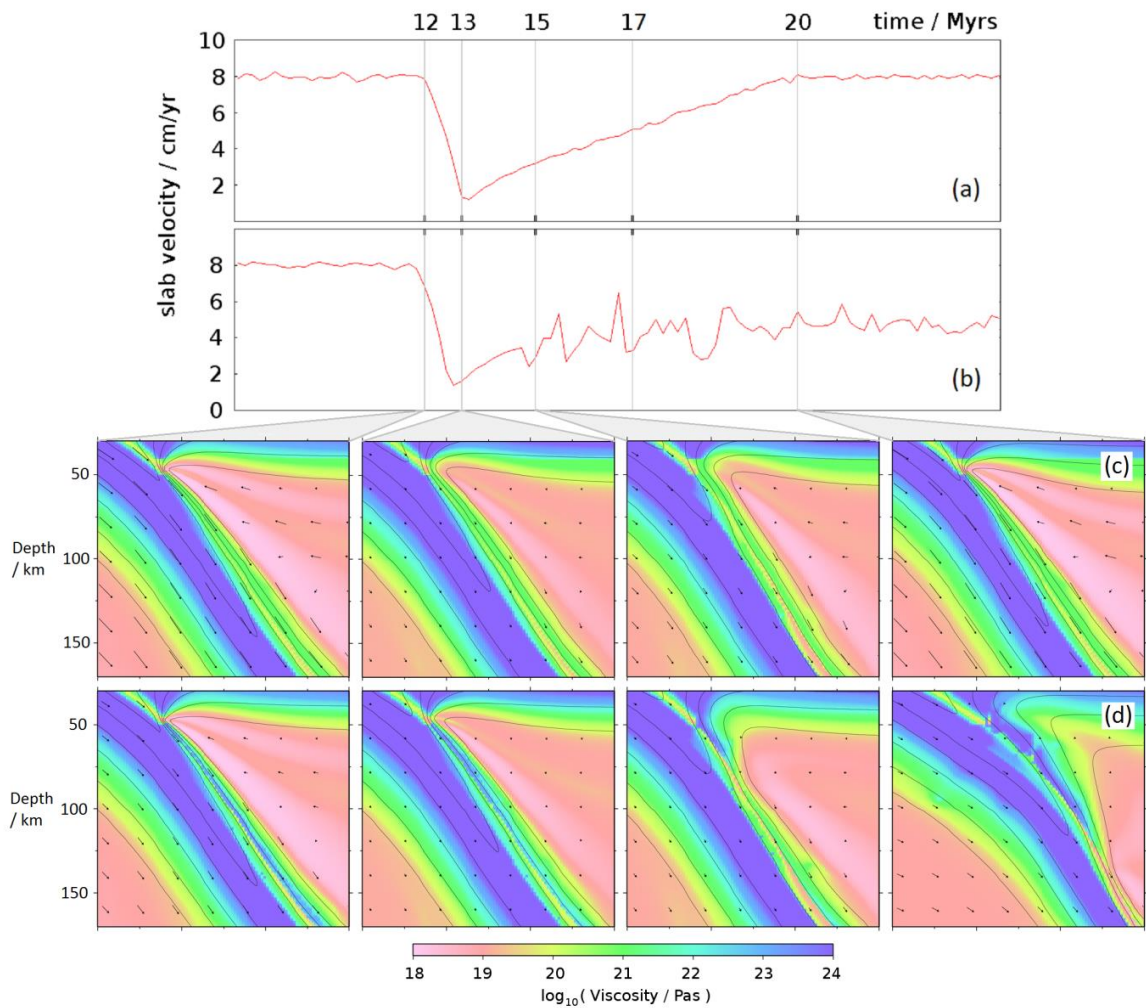 12 13 15 17 20 time / Myrs
10
8
6
4
2
(a)
slab velocity / cm/yr
8
6
4
2
0
(b)
(c)
50
Depth
/ km
100
150
(d)
50
Depth
/ km
100
150
18 19 20 21 22 23 24
log10( Viscosity / Pas )